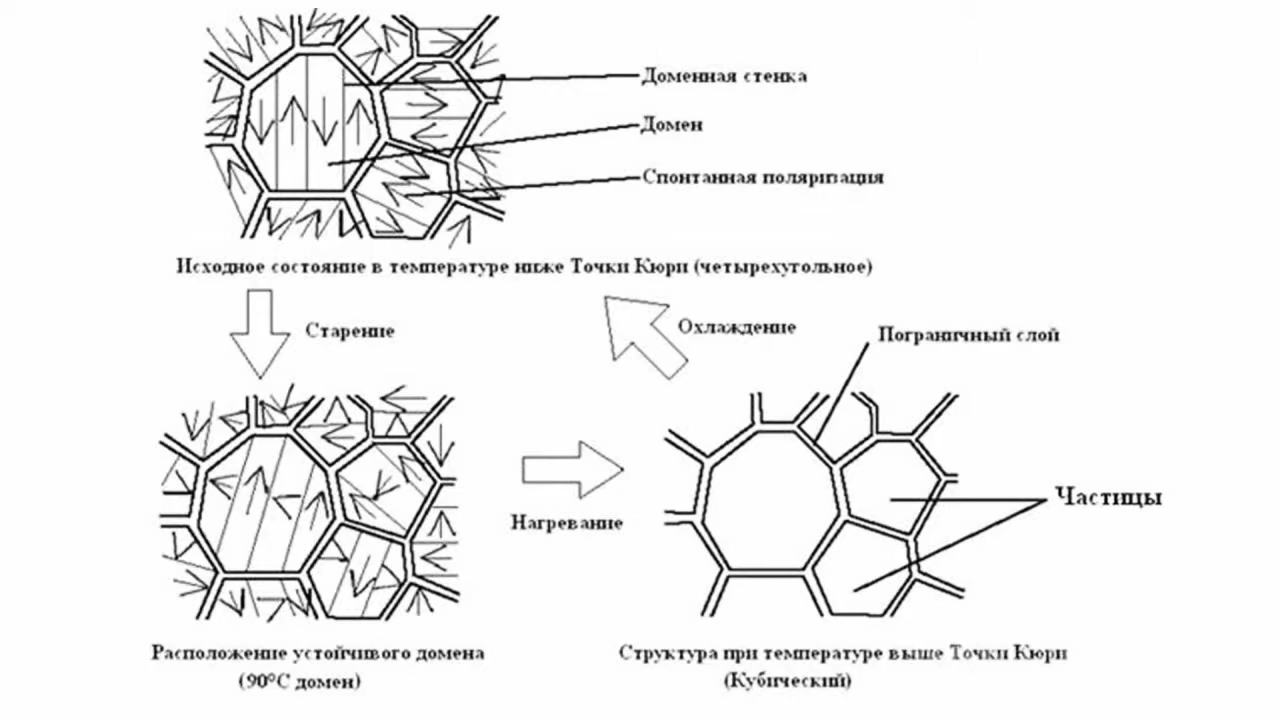 Доменная стенка
Домен
Спонтанная поляризация
Исходное состояние в температуре ниже Точки Кюри (четырехугольное)
Старение
Охлаждение
Пограничный слой
Нагревание
Частицы
Расположение устойчивого домена
(90°C домен)
Структура при температуре выше Точки Кюри
(Кубический)